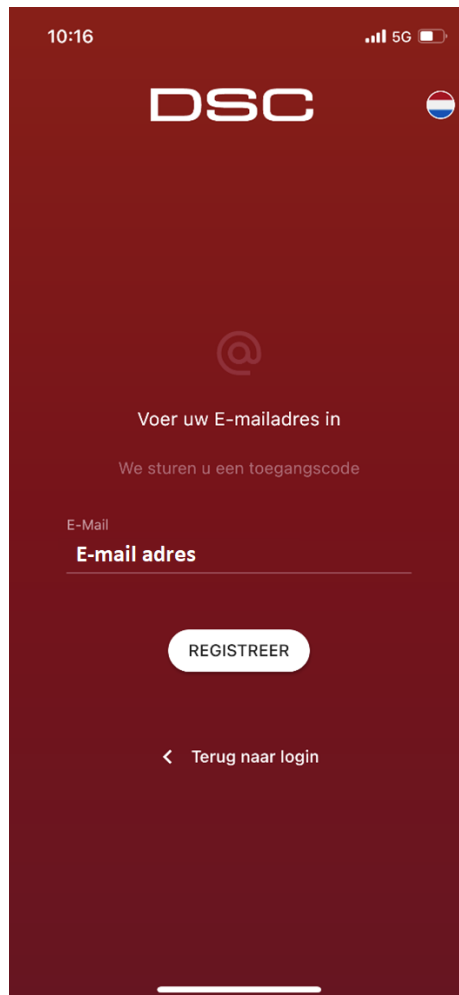 10:16
5G
DSC
@
Voer uw E-mailadres in
We sturen u een toegangscode
E-Mail
E-mail adres
REGISTREER
Terug naar login